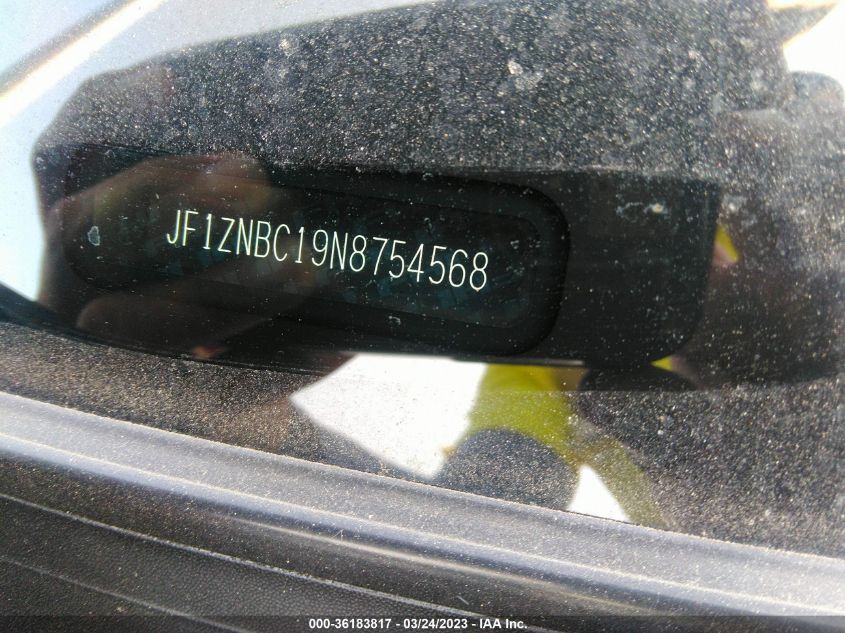 JF1ZNBC19N8754568
000-36183817 - 03/24/2023 - IAA Inc.